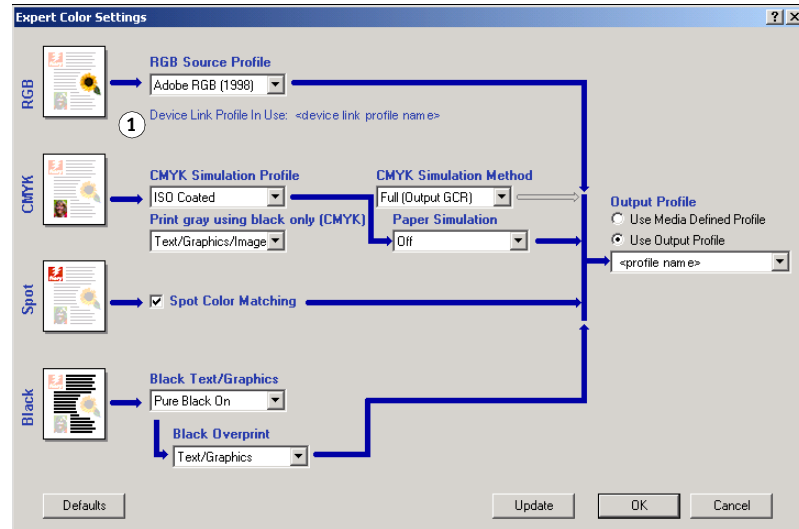 Expert Color Settings
RGB
RGB Source Profile
Adobe RGB (1998)
1
Device Link Profile In Use: <device link profile name>
CMYK
CMYK Simulation Profile
CMYK Simulation Method
ISO Coated
Full (Output GCR)
Print gray using black only (CMYK)
Paper Simulation
Text/Graphics/Image
Off
Output Profile
Use Media Defined Profile
Use Output Profile
<profile name>
Spot
Spot Color Matching
Black
Black Text/Graphics
Pure Black On
Black Overprint
Text/Graphics
Defaults
Update
OK
Cancel